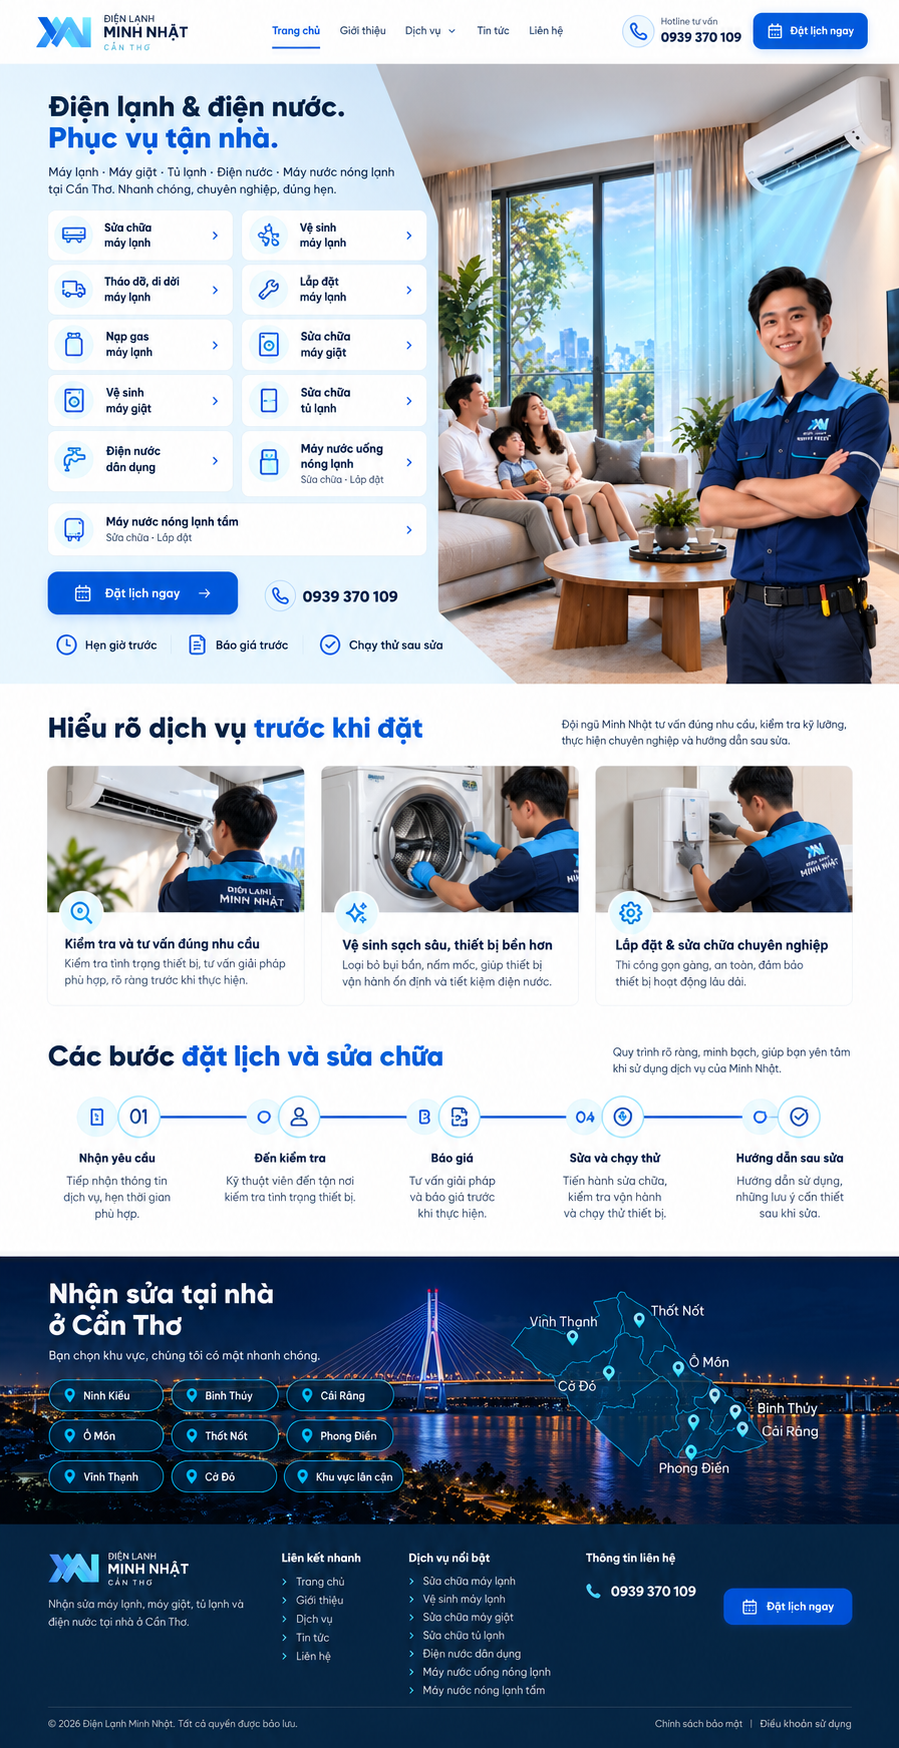 ĐIỆN LẠNH
MINH NHẬT
CẦN THƠ
Trang chủ
Giới thiệu
Dịch vụ
Tin tức
Liên hệ
Hotline tư vấn
0939 370 109
Đặt lịch ngay
Điện lạnh & điện nước.
Phục vụ tận nhà.
Máy lạnh · Máy giặt · Tủ lạnh · Điện nước · Máy nước nóng lạnh
tại Cần Thơ. Nhanh chóng, chuyên nghiệp, đúng hẹn.
Sửa chữa
máy lạnh
Vệ sinh
máy lạnh
Tháo dỡ, di dời
máy lạnh
Lắp đặt
máy lạnh
Nạp gas
máy lạnh
Sửa chữa
máy giặt
Vệ sinh
máy giặt
Sửa chữa
tủ lạnh
Điện nước
dân dụng
Máy nước uống
nóng lạnh
Sửa chữa · Lắp đặt
Máy nước nóng lạnh tắm
Sửa chữa · Lắp đặt
Đặt lịch ngay
0939 370 109
Hẹn giờ trước
Báo giá trước
Chạy thử sau sửa
Hiểu rõ dịch vụ trước khi đặt
Đội ngũ Minh Nhật tư vấn đúng nhu cầu, kiểm tra kỹ lưỡng,
thực hiện chuyên nghiệp và hướng dẫn sau sửa.
MINH NHẬT
MINH NHẬT
Kiểm tra và tư vấn đúng nhu cầu
Kiểm tra tình trạng thiết bị, tư vấn giải pháp
phù hợp, rõ ràng trước khi thực hiện.
Vệ sinh sạch sâu, thiết bị bền hơn
Loại bỏ bụi bẩn, nấm mốc, giúp thiết bị
vận hành ổn định và tiết kiệm điện nước.
Lắp đặt & sửa chữa chuyên nghiệp
Thi công gọn gàng, an toàn, đảm bảo
thiết bị hoạt động lâu dài.
Các bước đặt lịch và sửa chữa
Quy trình rõ ràng, minh bạch, giúp bạn yên tâm
khi sử dụng dịch vụ của Minh Nhật.
01
04
Nhận yêu cầu
Tiếp nhận thông tin
dịch vụ, hẹn thời gian
phù hợp.
Đến kiểm tra
Kỹ thuật viên đến tận nơi
kiểm tra tình trạng thiết bị.
Báo giá
Tư vấn giải pháp
và báo giá trước
khi thực hiện.
Sửa và chạy thử
Tiến hành sửa chữa,
kiểm tra vận hành
và chạy thử thiết bị.
Hướng dẫn sau sửa
Hướng dẫn sử dụng,
những lưu ý cần thiết
sau khi sửa.
Nhận sửa tại nhà
ở Cần Thơ
Bạn chọn khu vực, chúng tôi có mặt nhanh chóng.
Ninh Kiều
Bình Thủy
Cái Răng
Ô Môn
Thốt Nốt
Phong Điền
Vĩnh Thạnh
Cờ Đỏ
Khu vực lân cận
Vĩnh Thạnh
Thốt Nốt
Ô Môn
Cờ Đỏ
Bình Thủy
Cái Răng
Phong Điền
ĐIỆN LẠNH
MINH NHẬT
CẦN THƠ
Nhận sửa máy lạnh, máy giặt, tủ lạnh và
điện nước tại nhà ở Cần Thơ.
Liên kết nhanh
Trang chủ
Giới thiệu
Dịch vụ
Tin tức
Liên hệ
Dịch vụ nổi bật
Sửa chữa máy lạnh
Vệ sinh máy lạnh
Sửa chữa máy giặt
Sửa chữa tủ lạnh
Điện nước dân dụng
Máy nước uống nóng lạnh
Máy nước nóng lạnh tắm
Thông tin liên hệ
0939 370 109
Đặt lịch ngay
© 2026 Điện Lạnh Minh Nhật. Tất cả quyền được bảo lưu.
Chính sách bảo mật | Điều khoản sử dụng